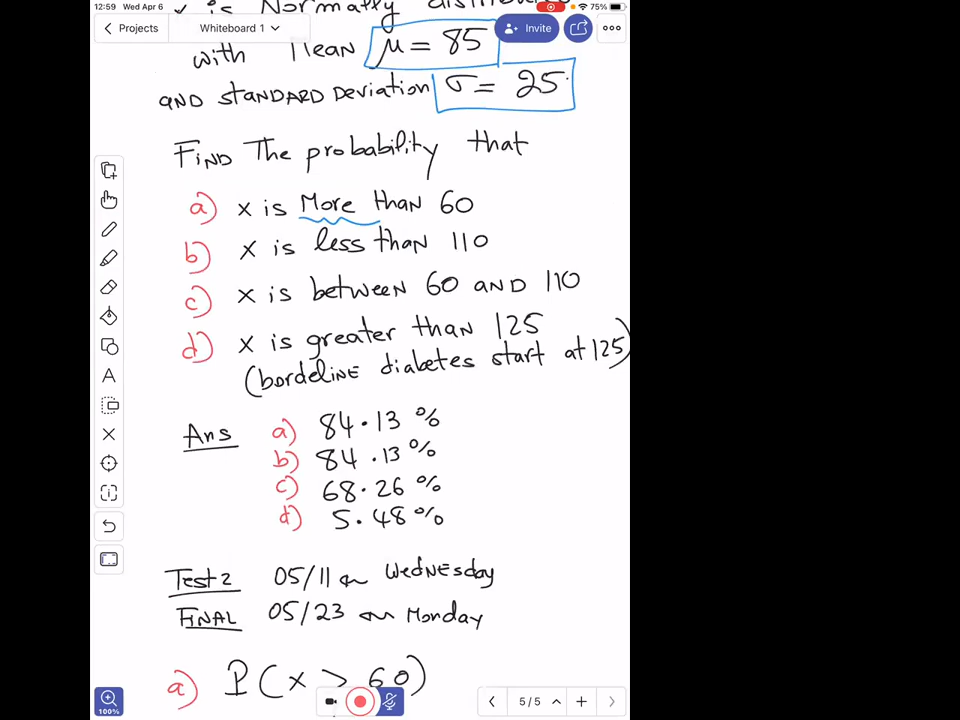 12:59 Wed Apr 6
75%
Projects
Whiteboard 1
Invite
is Normally
with Mean μ = 85
AND STANDARD Deviation σ = 25
FIND The probability that
a) x is More than 60
b) x is less than 110
c) x is between 60 AND 110
d) x is greater than 125
(bordeline diabetes start at 125)
Ans a) 84.13 %
b) 84.13 %
c) 68.26 %
d) 5.48 %
Test 2 05/11 Wednesday
FINAL 05/23 Monday
a) P(x > 60)
100%
5/5